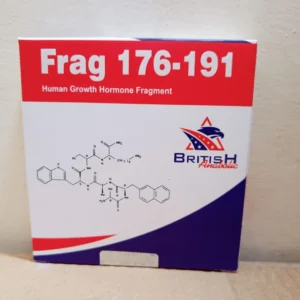 Frag 176-191
Human Growth Hormone Fragment
BRITISH